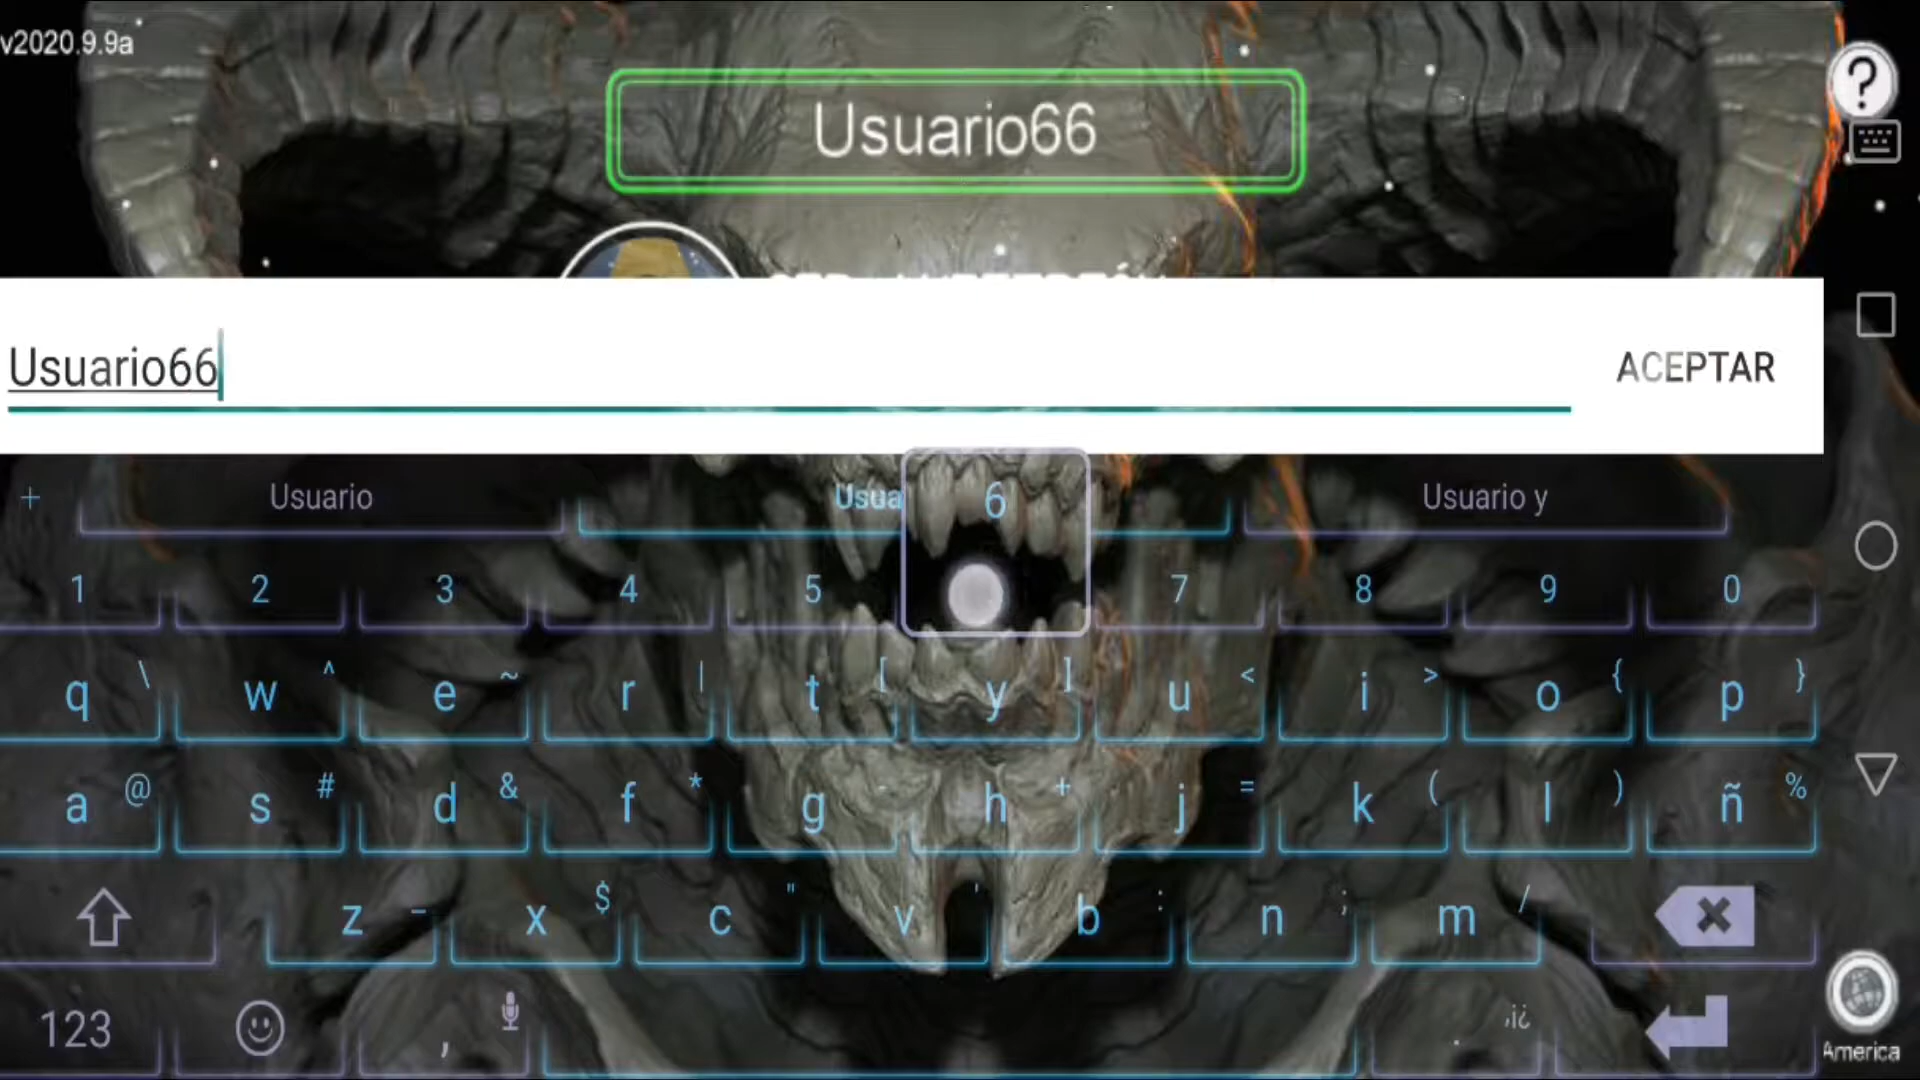 v2020.9.9a
Usuario66
Usuario66
ACEPTAR
+ Usuario Usua Usuario y
1 2 3 4 5 6 7 8 9 0
q \ w ^ e ~ r | t [ y ] u < i > o { p }
a @ s # d & f * g h + j = k ( l ) ñ %
z - x $ c " v ' b : n ; m /
123 , . ,¡¿
America